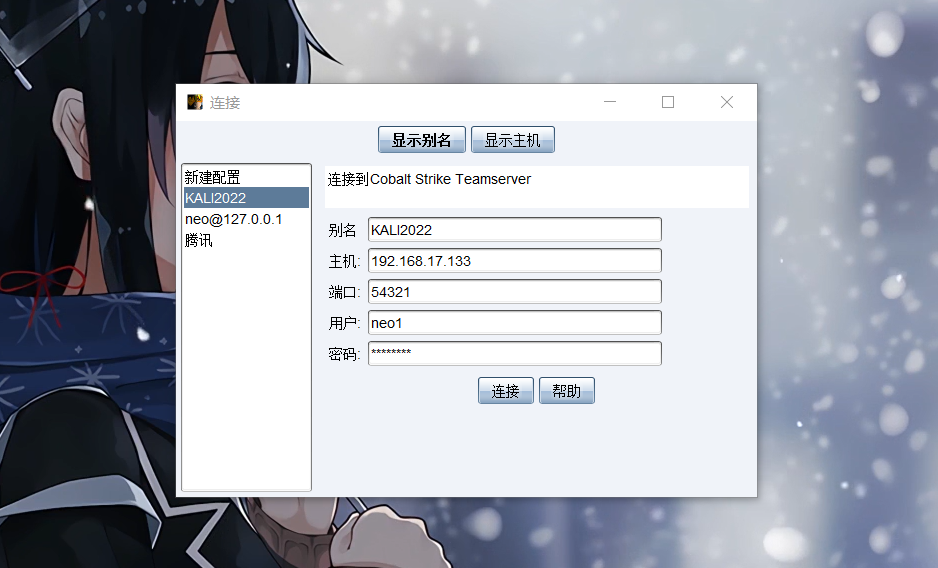 连接
显示别名 显示主机
新建配置
KALI2022
neo@127.0.0.1
腾讯
连接到Cobalt Strike Teamserver
别名 KALI2022
主机: 192.168.17.133
端口: 54321
用户: neo1
密码: ********
连接 帮助